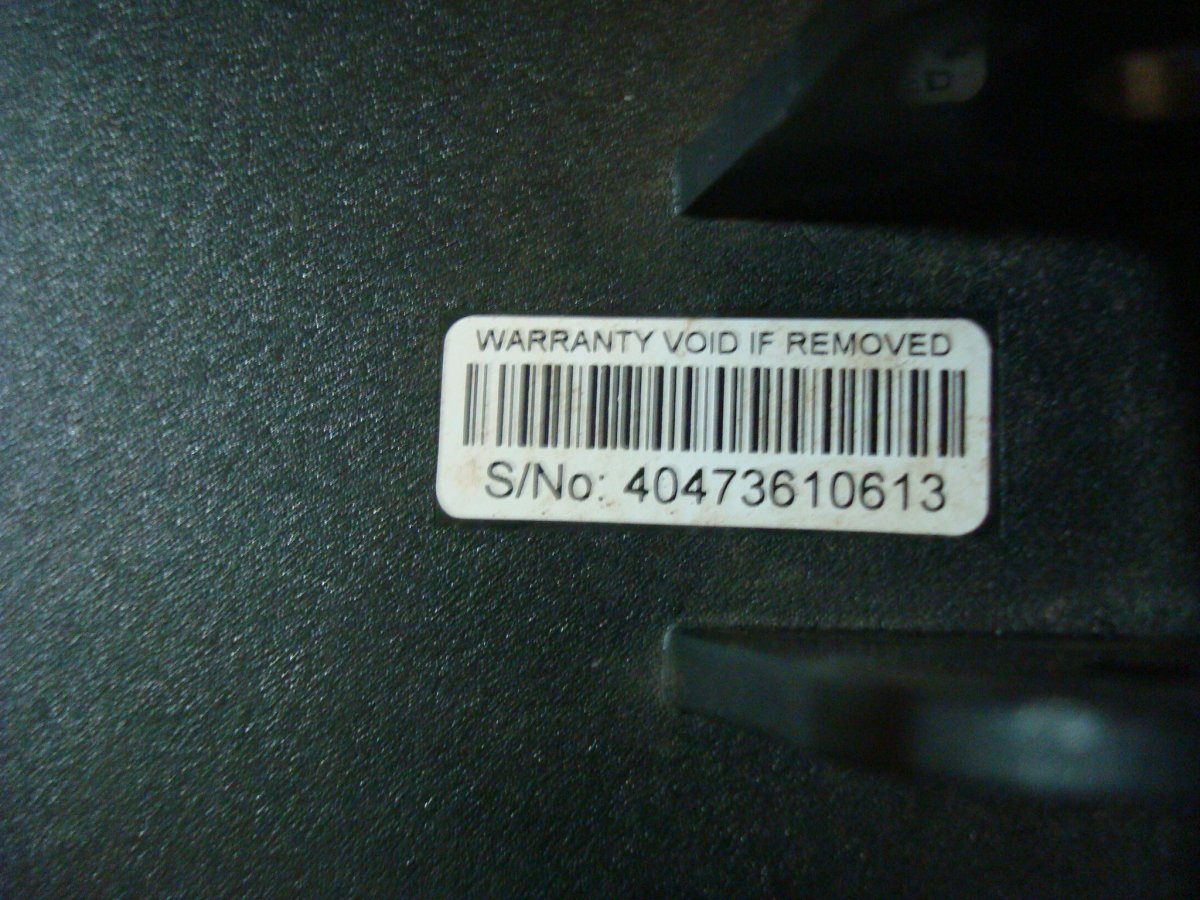 WARRANTY VOID IF REMOVED
S/No: 40473610613